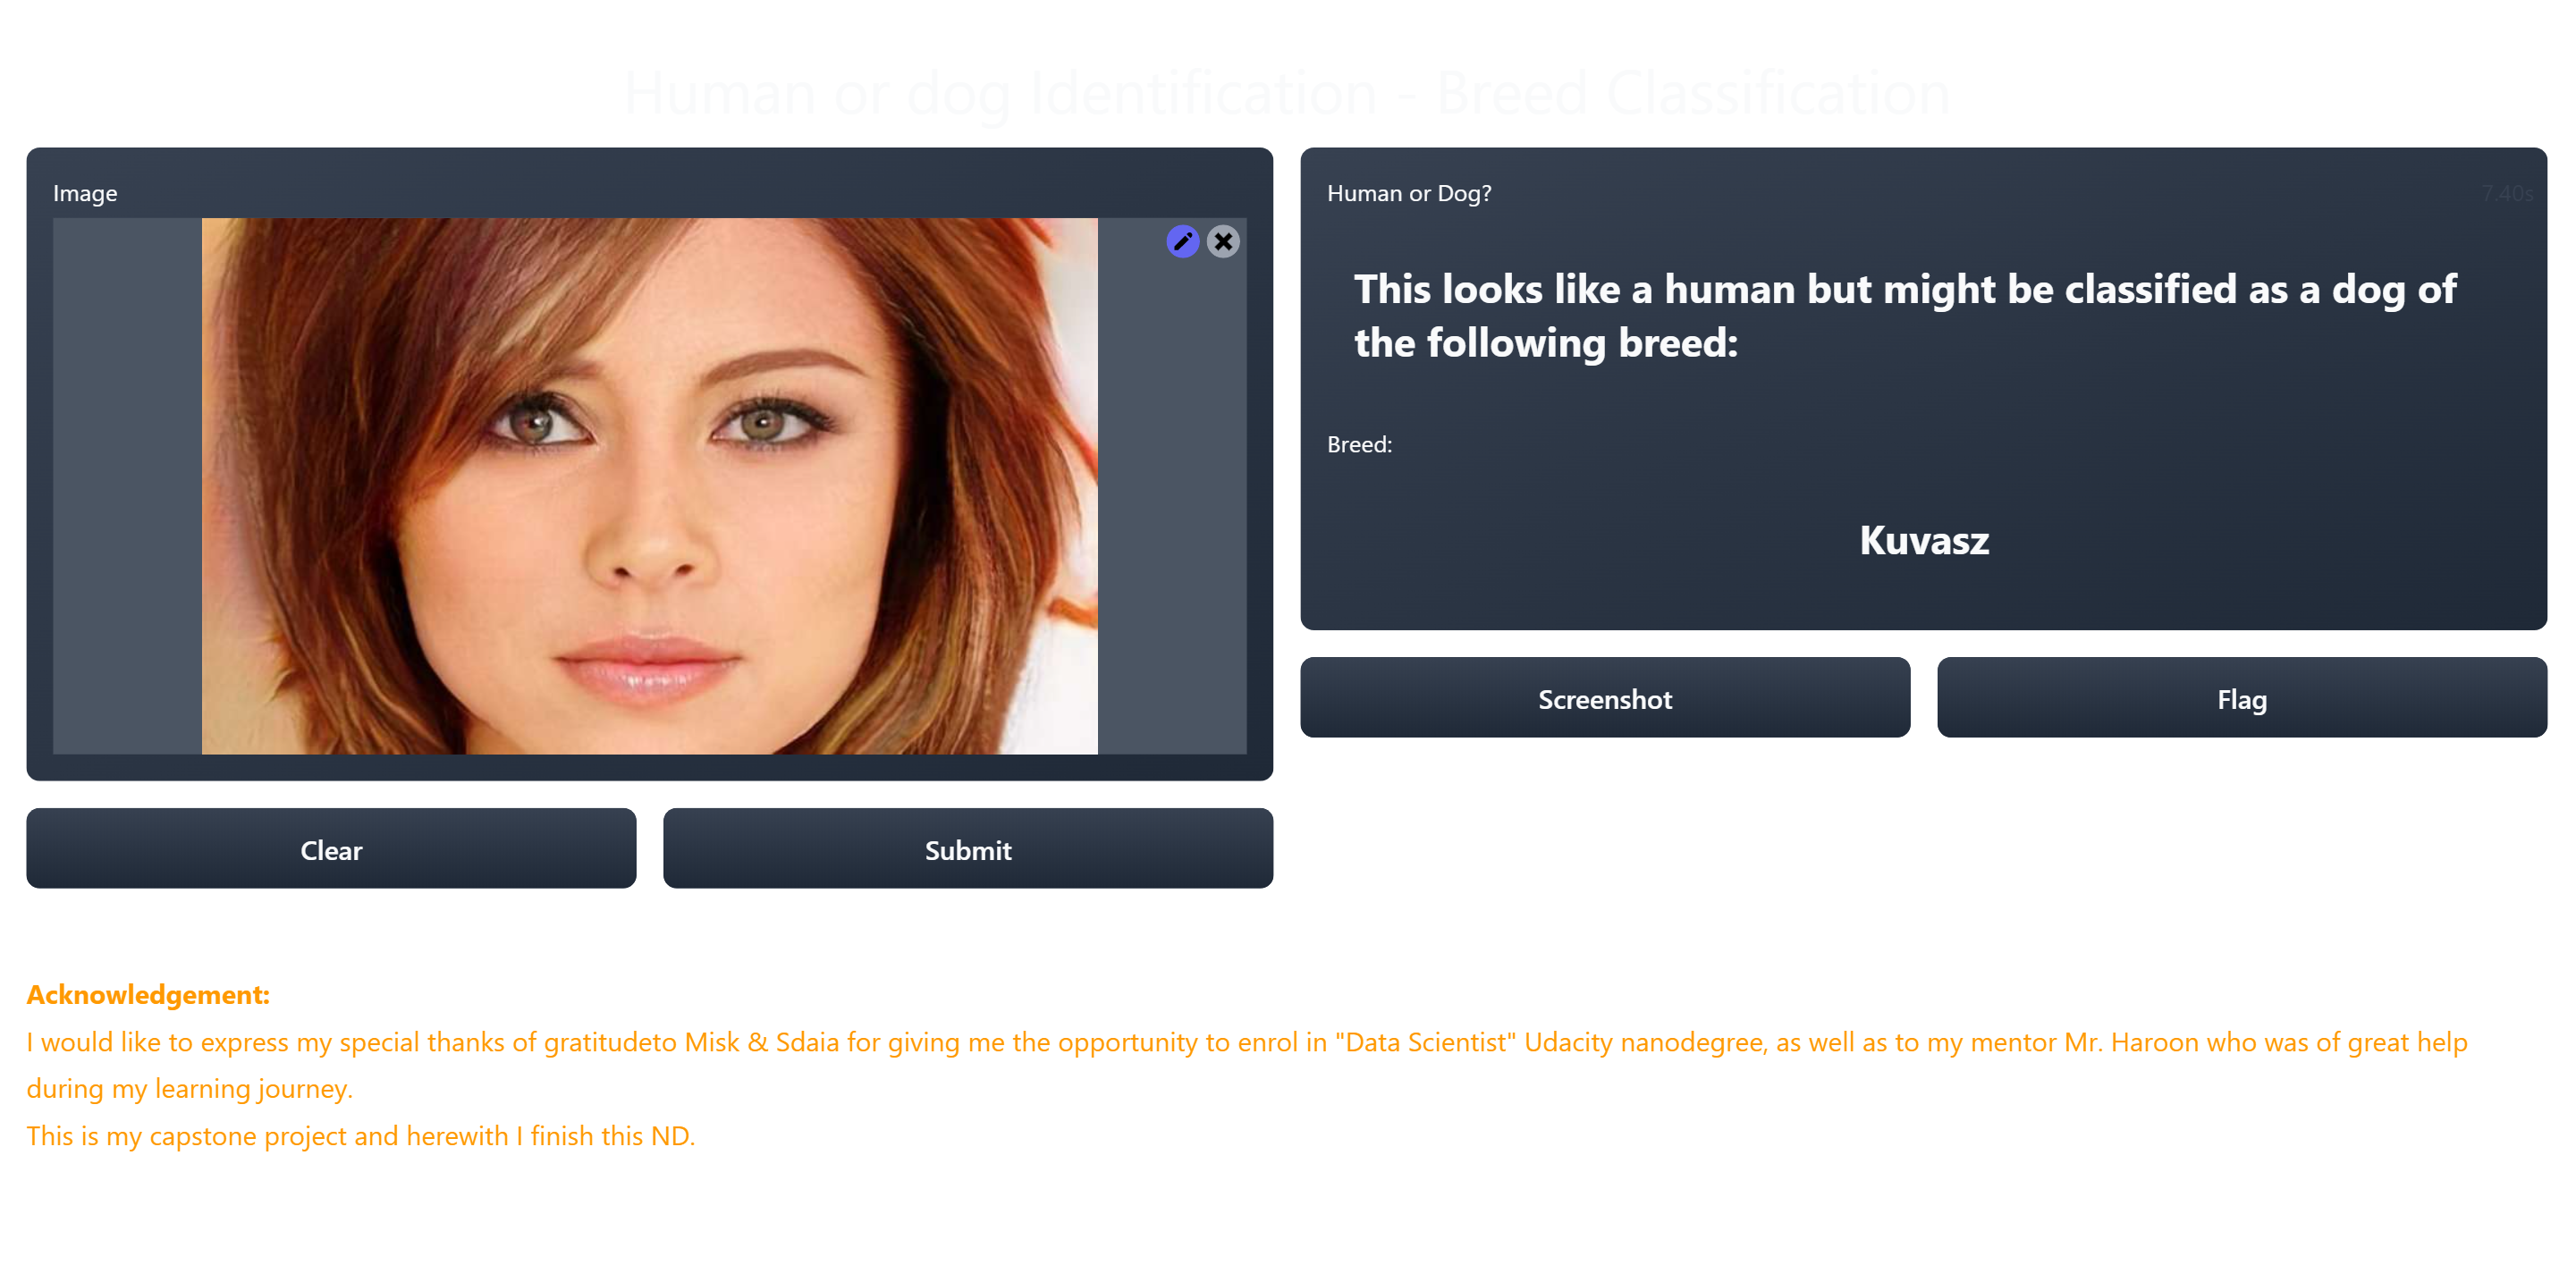 Human or dog Identification - Breed Classification
Image
Human or Dog?
7.40s
This looks like a human but might be classified as a dog of
the following breed:
Breed:
Kuvasz
Screenshot
Flag
Clear
Submit
Acknowledgement:
I would like to express my special thanks of gratitudeto Misk & Sdaia for giving me the opportunity to enrol in "Data Scientist" Udacity nanodegree, as well as to my mentor Mr. Haroon who was of great help
during my learning journey.
This is my capstone project and herewith I finish this ND.